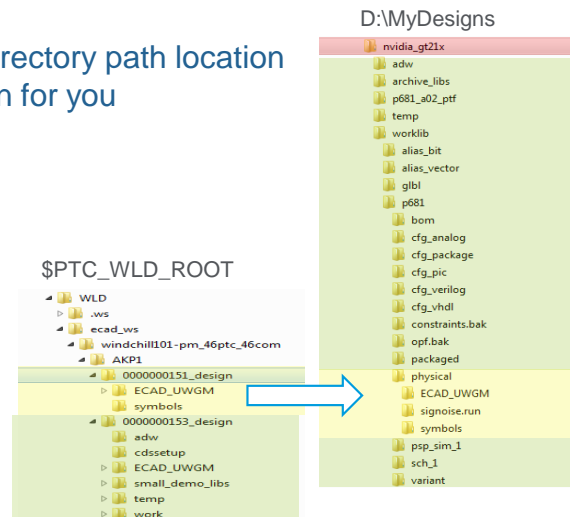 rectory path location
n for you
$PTC_WLD_ROOT
WLD
.ws
ecad_ws
windchill101-pm_46ptc_46com
AKP1
0000000151_design
ECAD_UWGM
symbols
0000000153_design
adw
cdssetup
ECAD_UWGM
small_demo_libs
temp
work
D:\MyDesigns
nvidia_gt21x
adw
archive_libs
p681_a02_ptf
temp
worklib
alias_bit
alias_vector
glbl
p681
bom
cfg_analog
cfg_package
cfg_pic
cfg_verilog
cfg_vhdl
constraints.bak
opf.bak
packaged
physical
ECAD_UWGM
signoise.run
symbols
psp_sim_1
sch_1
variant